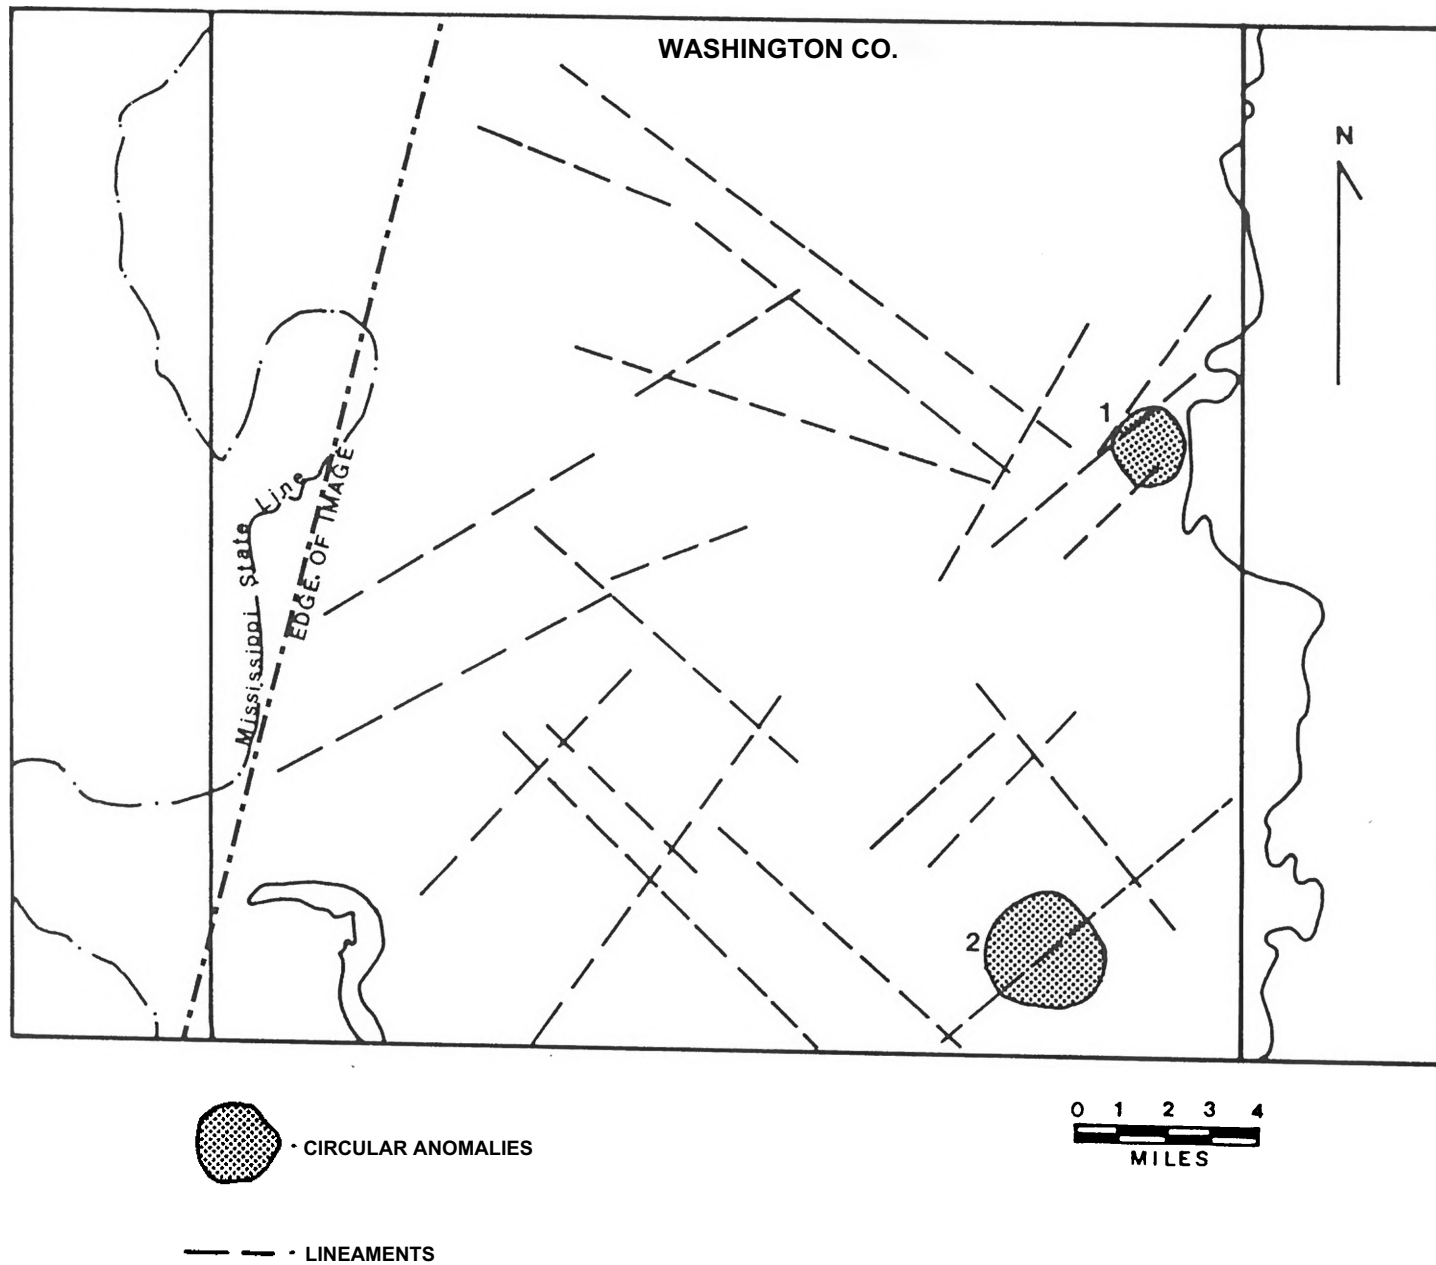 WASHINGTON CO.
N
1
Mississippi State Line
EDGE. OF IMAGE
2
0 1 2 3 4
MILES
CIRCULAR ANOMALIES
LINEAMENTS